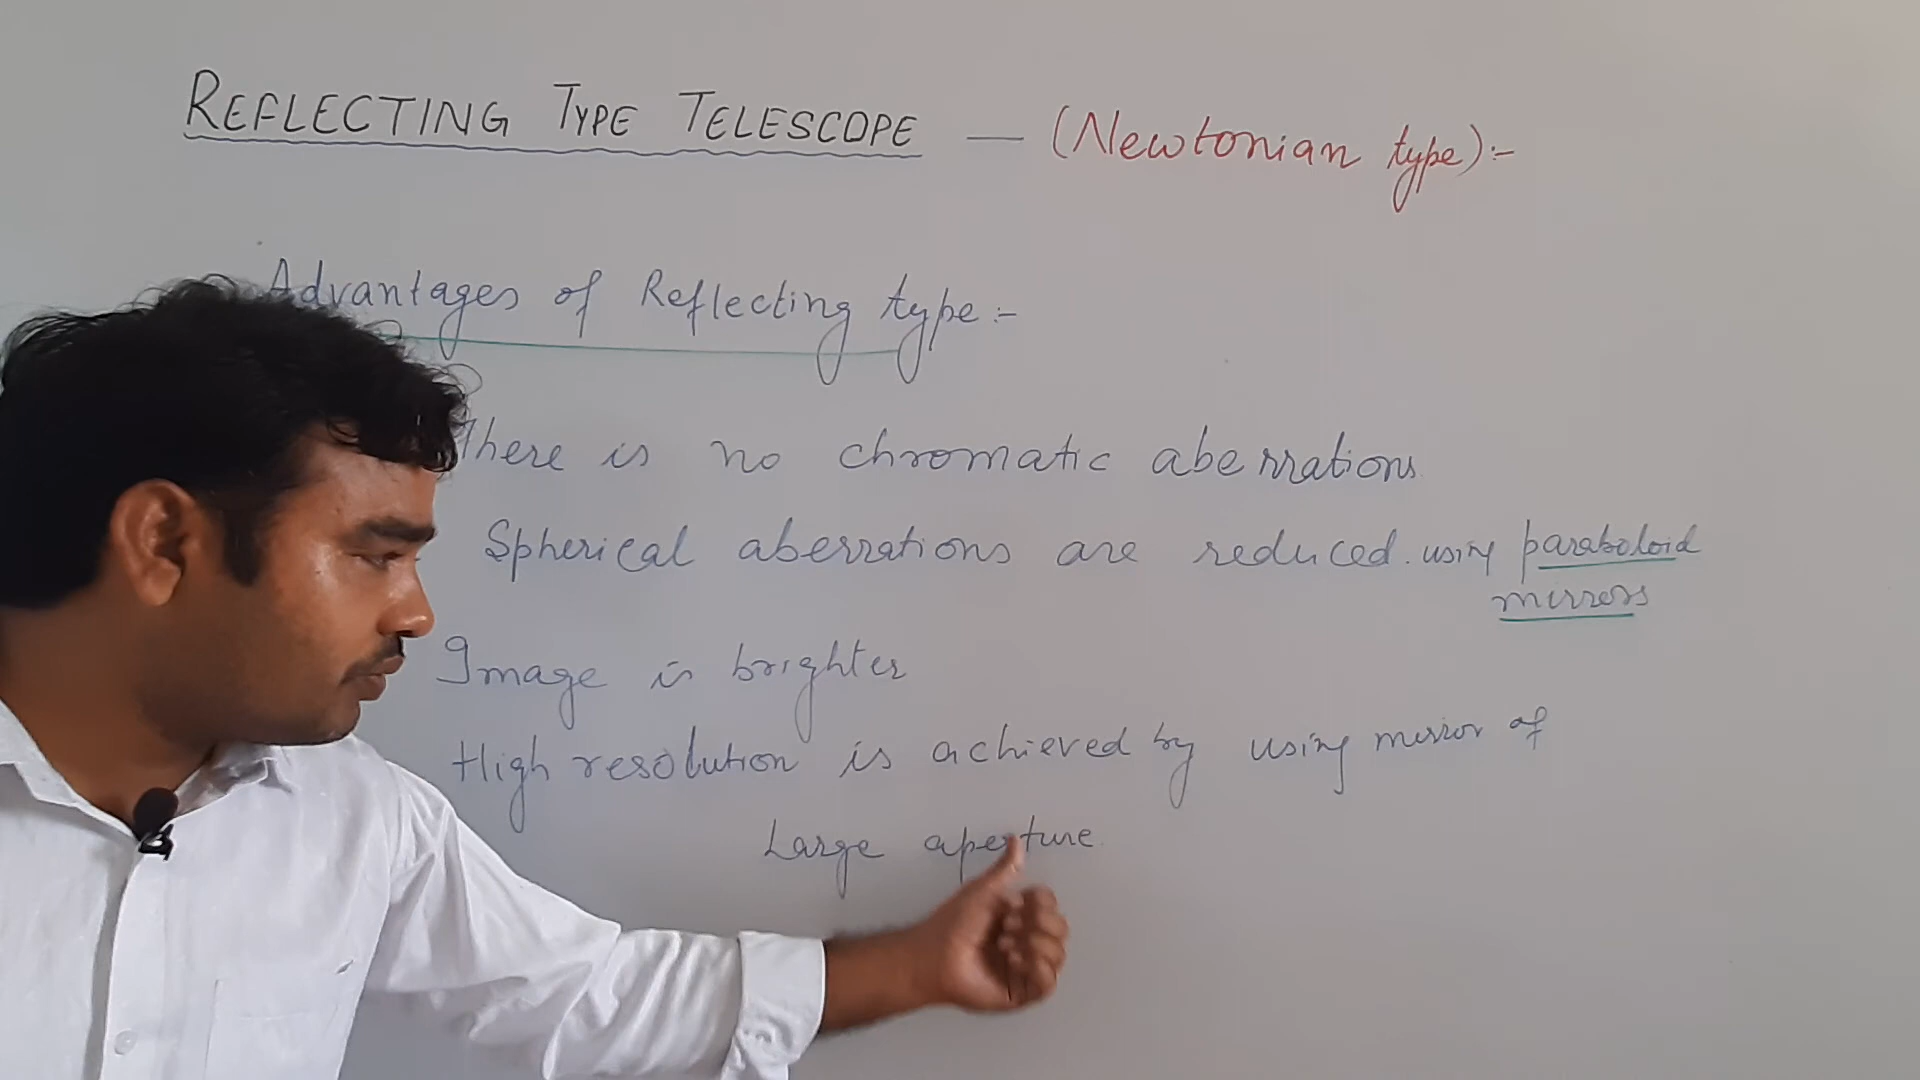 REFLECTING TYPE TELESCOPE — (Newtonian type):-
Advantages of Reflecting type:-
There is no chromatic aberrations
Spherical aberrations are reduced. using paraboloid
mirrors
Image is brighter
High resolution is achieved by using mirror of
Large aperture.